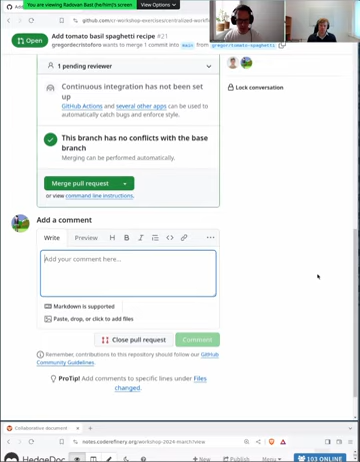 You are viewing Radovan Bast (he/him)'s screen
View Options
github.com/cr-workshop-exercises/centralized-workfl
Open
Add tomato basil spaghetti recipe #21
gregordecristofore wants to merge 1 commit into main from gregor/tomato-spaghetti
1 pending reviewer
Continuous integration has not been set
up
GitHub Actions and several other apps can be used to
automatically catch bugs and enforce style.
This branch has no conflicts with the base
branch
Merging can be performed automatically.
Merge pull request
or view command line instructions.
Lock conversation
Add a comment
Write
Preview
H B I
Add your comment here...
Markdown is supported
Paste, drop, or click to add files
Close pull request
Comment
Remember, contributions to this repository should follow our GitHub
Community Guidelines.
ProTip! Add comments to specific lines under Files
changed.
Collaborative document
notes.coderefinery.org/workshop-2024-march/view
HedgeDoc
New
Publish
Menu
103 ONLINE